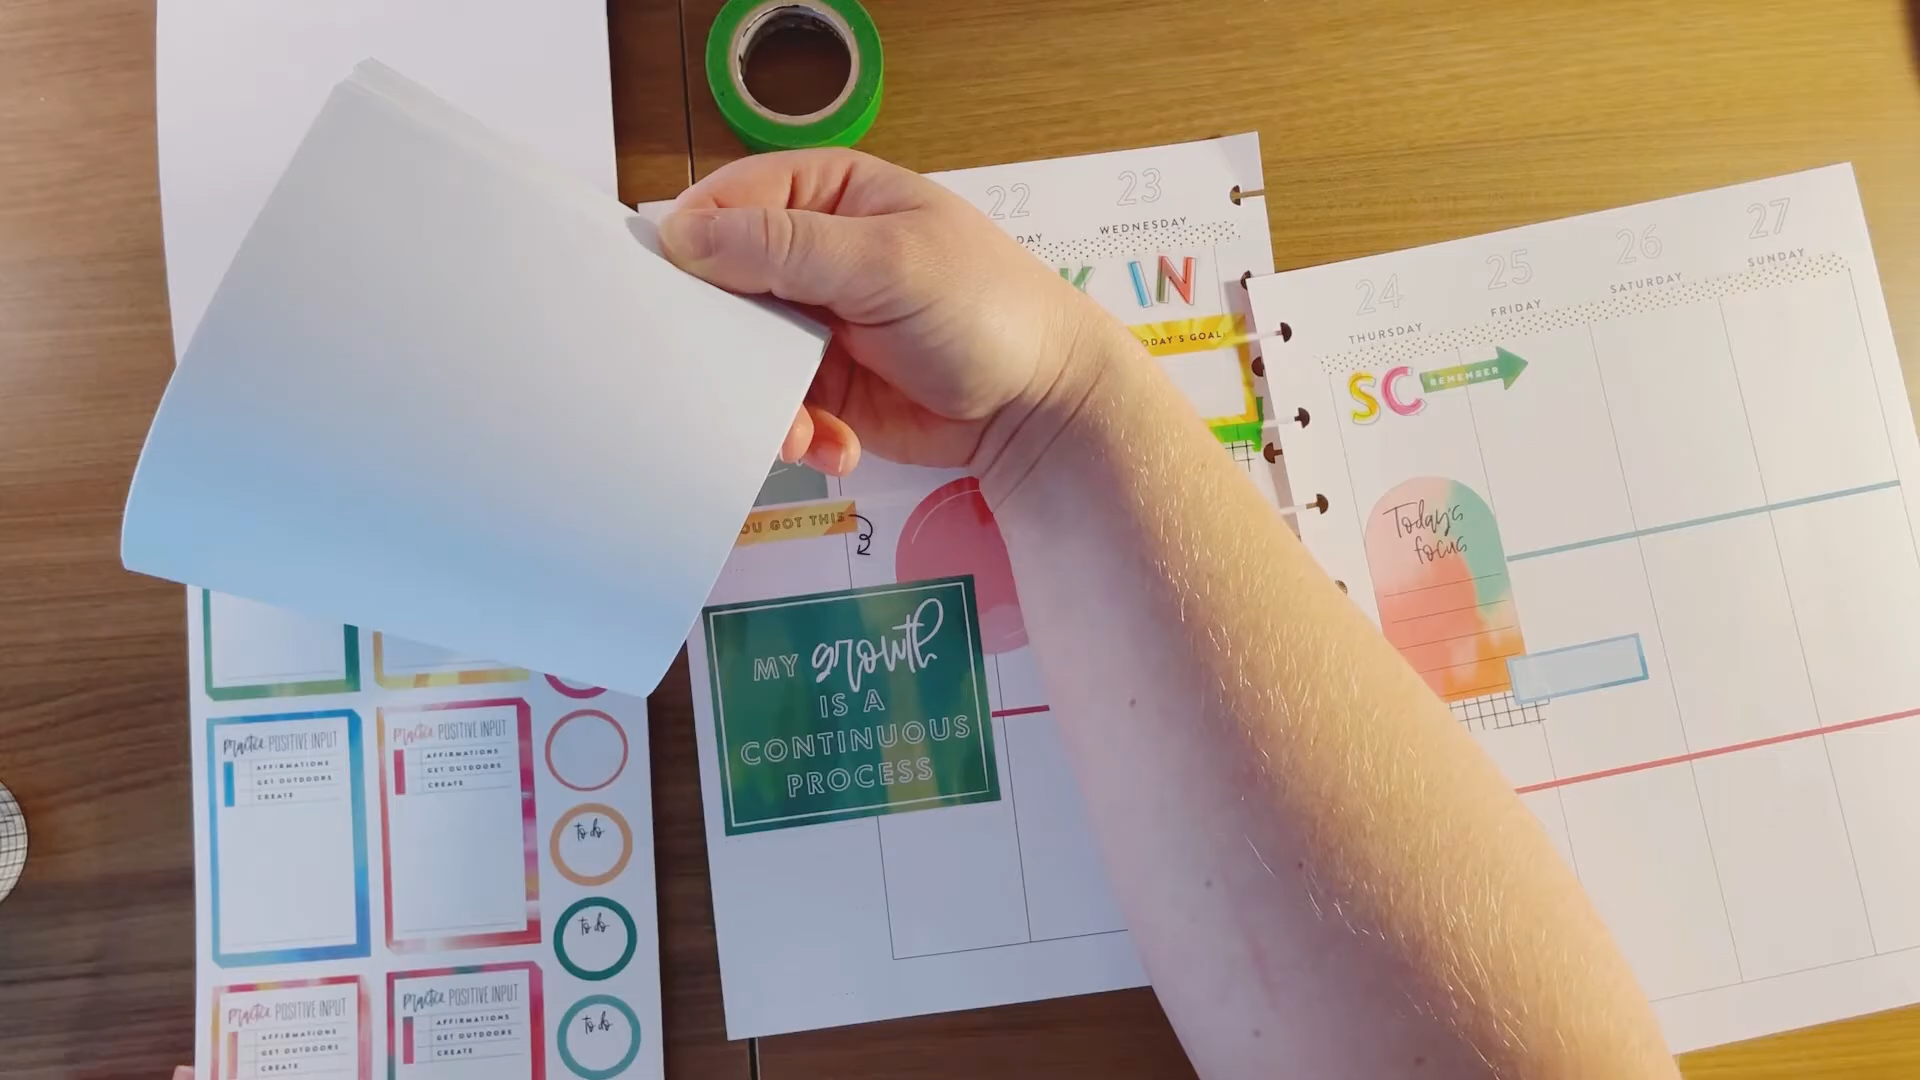 22
23
DAY
WEDNESDAY
K IN
ODAY'S GOAL:
OU GOT THIS
MY growth
IS A
CONTINUOUS
PROCESS
24
25
26
27
THURSDAY
FRIDAY
SATURDAY
SUNDAY
SC
REMEMBER
Today's
focus
Practice POSITIVE INPUT
AFFIRMATIONS
GET OUTDOORS
CREATE
Practice POSITIVE INPUT
AFFIRMATIONS
GET OUTDOORS
CREATE
to do
to do
Practice POSITIVE INPUT
AFFIRMATIONS
GET OUTDOORS
CREATE
Practice POSITIVE INPUT
AFFIRMATIONS
GET OUTDOORS
CREATE
to do